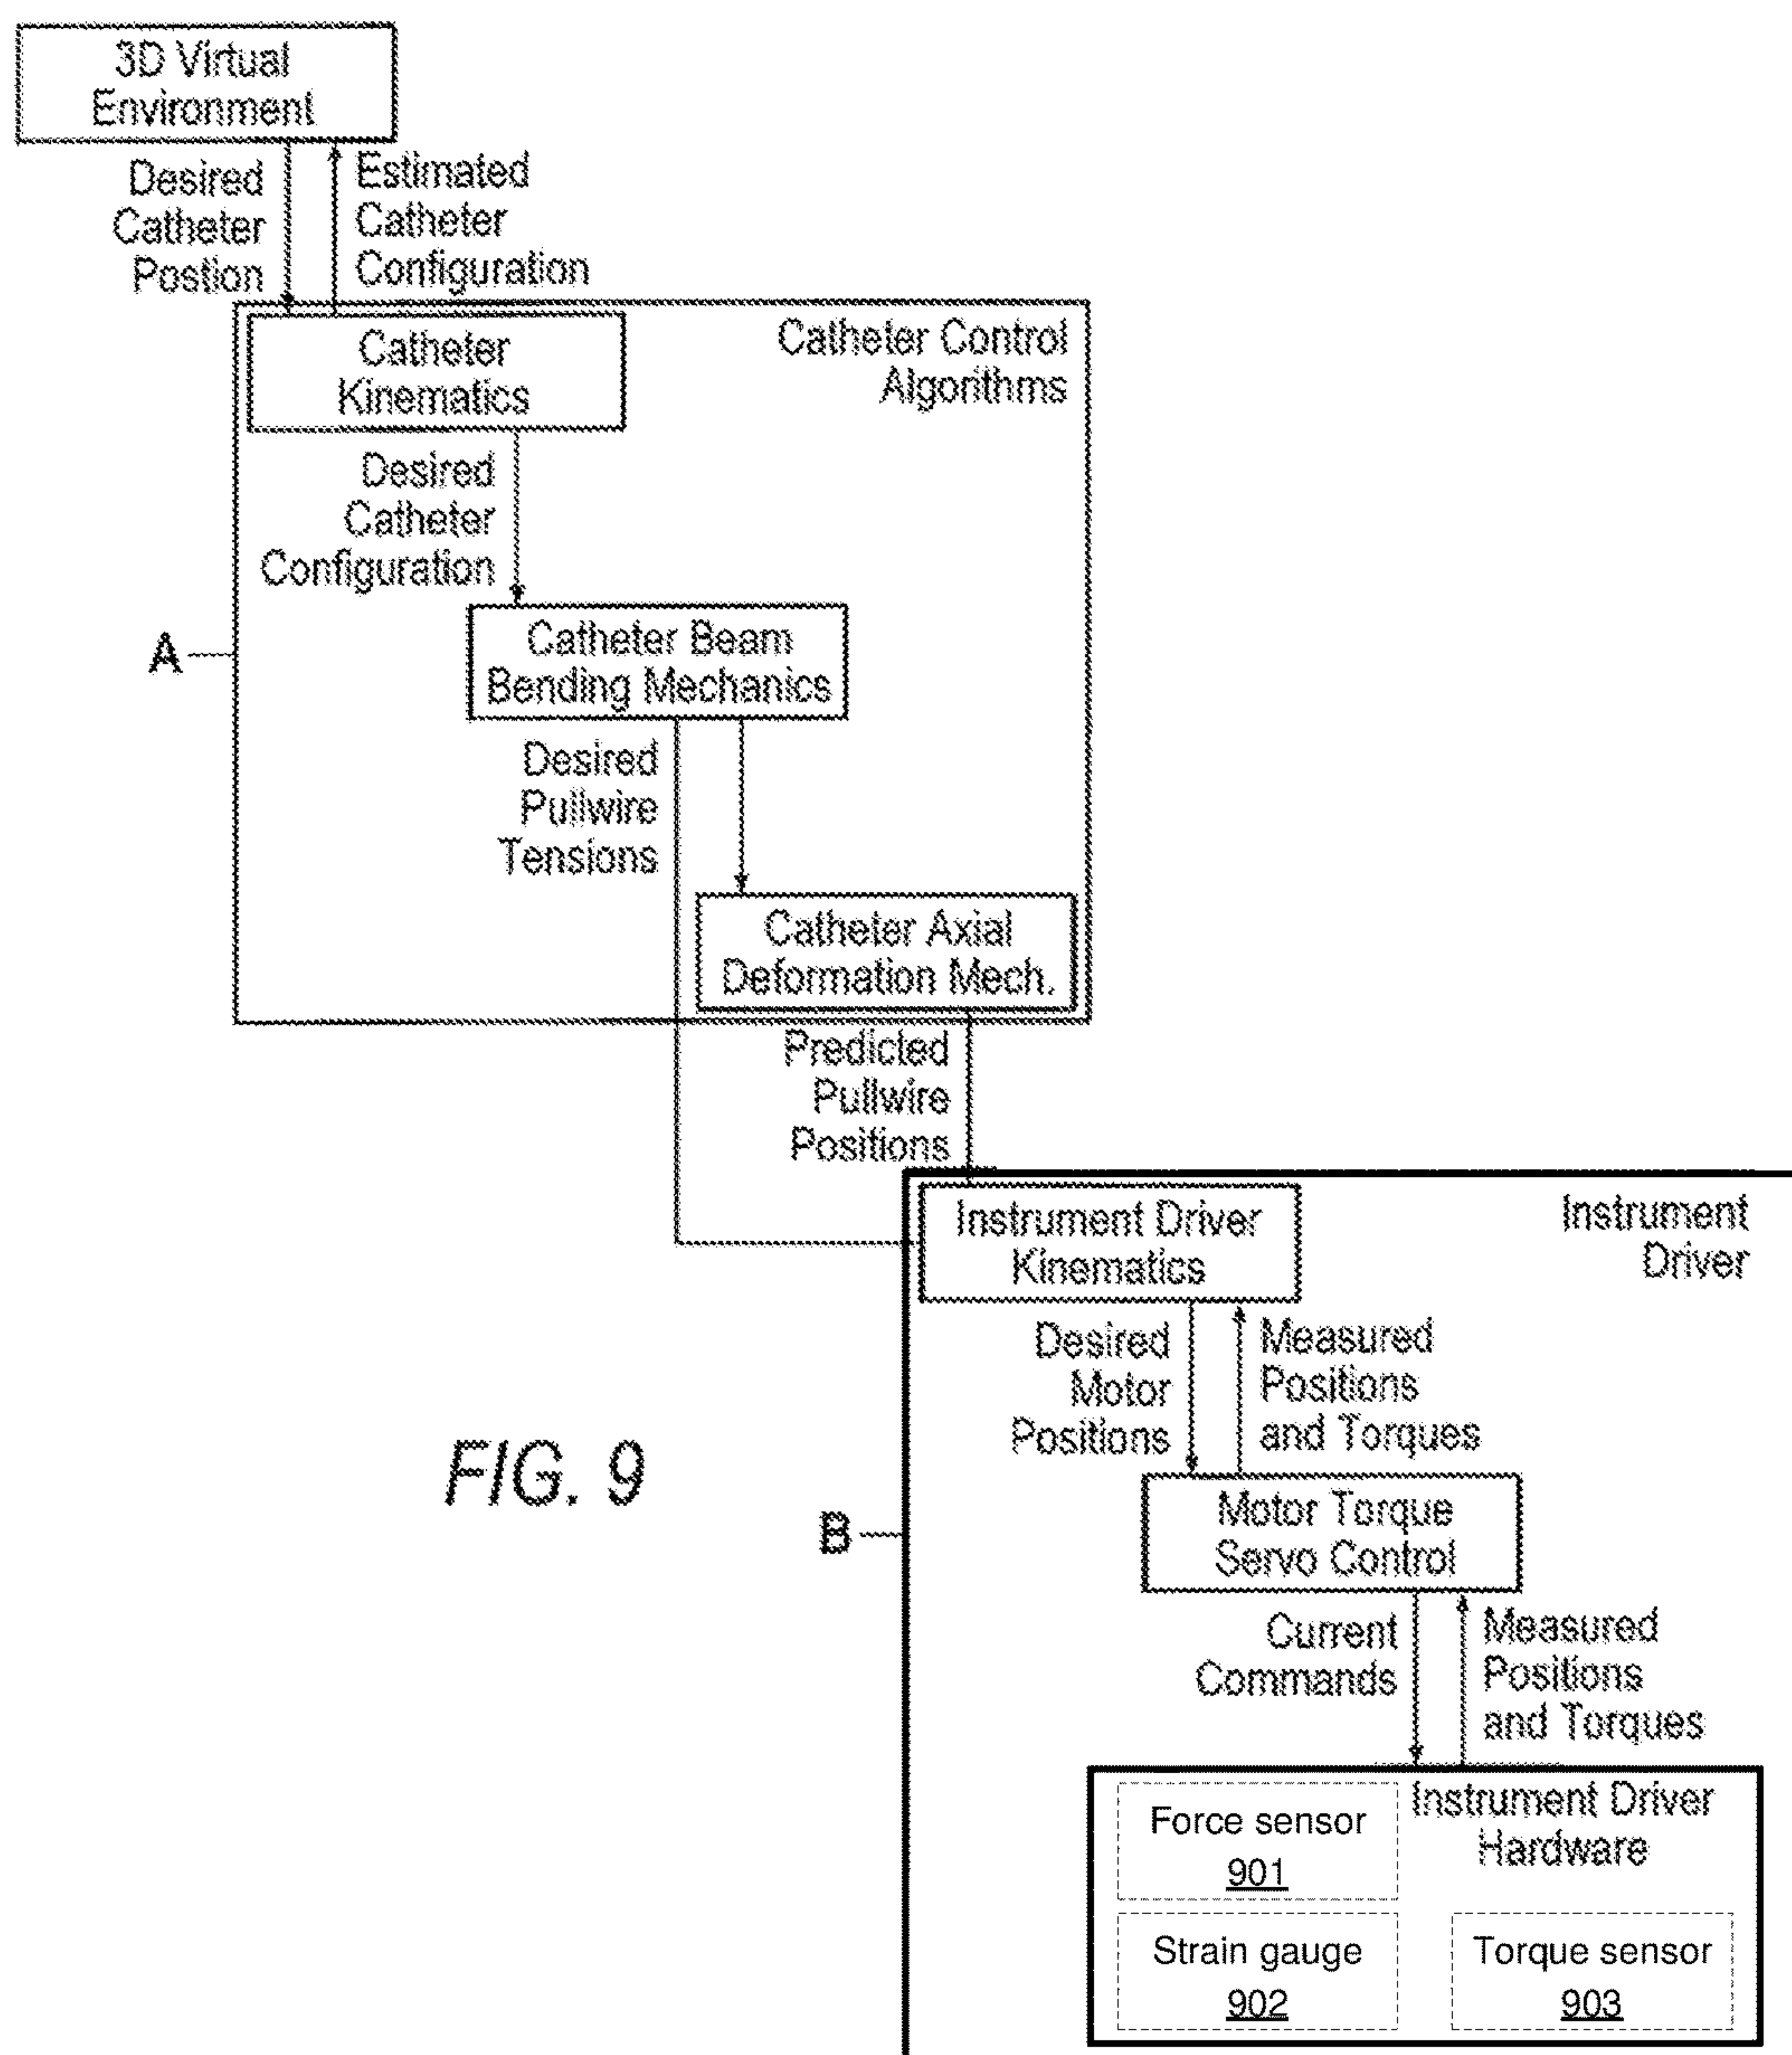 3D Virtual
Environment
Desired
Catheter
Postion
Estimated
Catheter
Configuration
Catheter
Kinematics
Catheter Control
Algorithms
Desired
Catheter
Configuration
A
Catheter Beam
Bending Mechanics
Desired
Pullwire
Tensions
Catheter Axial
Deformation Mech.
Predicted
Pullwire
Positions
Instrument Driver
Kinematics
Instrument
Driver
Desired
Motor
Positions
Measured
Positions
and Torques
FIG. 9
B
Motor Torque
Servo Control
Current
Commands
Measured
Positions
and Torques
Instrument Driver
Hardware
Force sensor
901
Strain gauge
902
Torque sensor
903